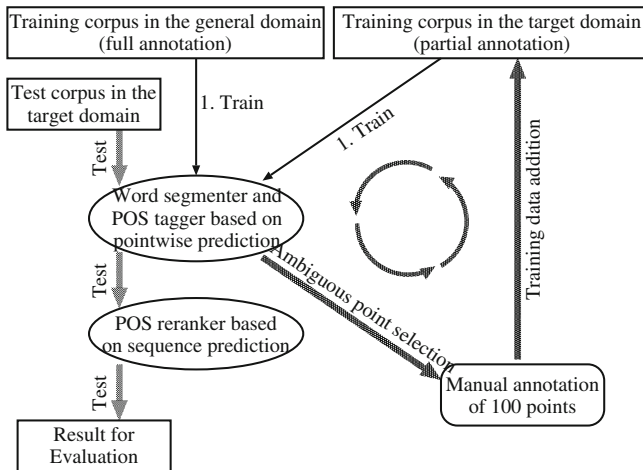 Training corpus in the general domain
(full annotation)
Training corpus in the target domain
(partial annotation)
Test corpus in the
target domain
1. Train
1. Train
Test
Word segmenter and
POS tagger based on
pointwise prediction
Training data addition
Ambiguous point selection
Test
POS reranker based
on sequence prediction
Manual annotation
of 100 points
Test
Result for
Evaluation